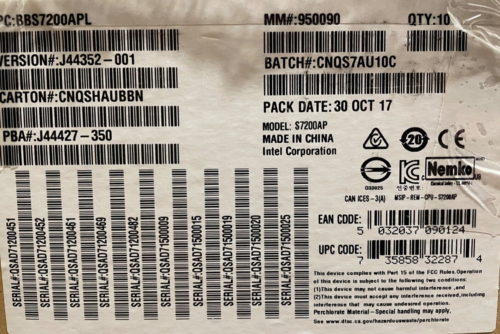 PC:BBS7200APL
MM#:950090
QTY:10
VERSION#:J44352-001
BATCH#:CNQS7AU10C
CARTON#:CNQSHAUBBN
PACK DATE: 30 OCT 17
PBA#:J44427-350
MODEL: S7200AP
MADE IN CHINA
Intel Corporation
20
Nemko
CAN ICES-3(A)
MSIP-REM-CPU-S7200AP
SERIAL#:QSAD71200451
SERIAL#:QSAD71200452
SERIAL#:QSAD71200461
SERIAL#:QSAD71200469
SERIAL#:QSAD71200482
SERIAL#:QSAD71500009
SERIAL#:QSAD71500015
SERIAL#:QSAD71500019
SERIAL#:QSAD71500020
SERIAL#:QSAD71500025
EAN CODE:
5 032037 090124
UPC CODE:
7 35858 32287 4
This device complies with Part 15 of the FCC Rules. Operation
of this device is subject to the following two conditions:
(1)This device may not cause harmful interference ,and
(2)This device must accept any interference received, including
interference that may cause undesired operation.
Perchlorate Material - Special handling may apply.
See www.dtsc.ca.gov/hazardouswaste/perchlorate